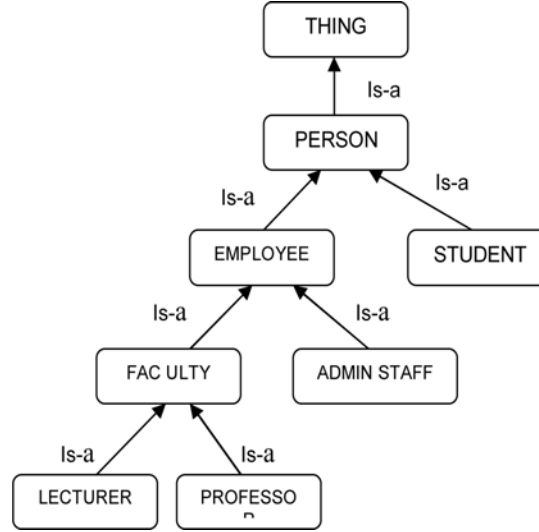 THING
Is-a
PERSON
Is-a
Is-a
EMPLOYEE
STUDENT
Is-a
Is-a
FAC ULTY
ADMIN STAFF
Is-a
Is-a
LECTURER
PROFESSO
R